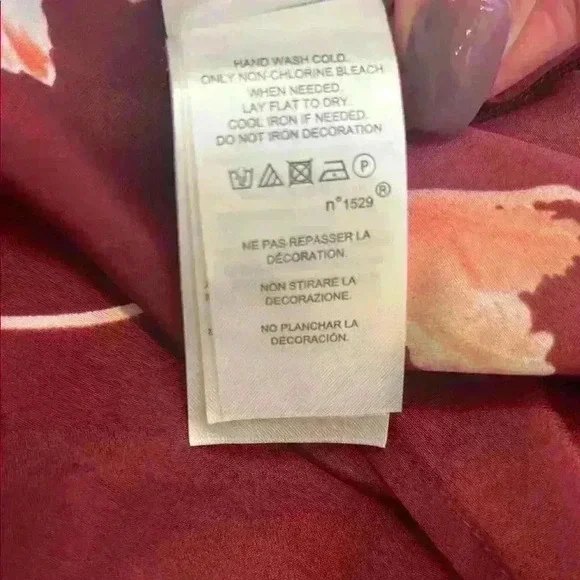 HAND WASH COLD.
ONLY NON-CHLORINE BLEACH
WHEN NEEDED.
LAY FLAT TO DRY.
COOL IRON IF NEEDED.
DO NOT IRON DECORATION
P
®
n°1529
NE PAS REPASSER LA
DÉCORATION.
NON STIRARE LA
DECORAZIONE.
NO PLANCHAR LA
DECORACIÓN.